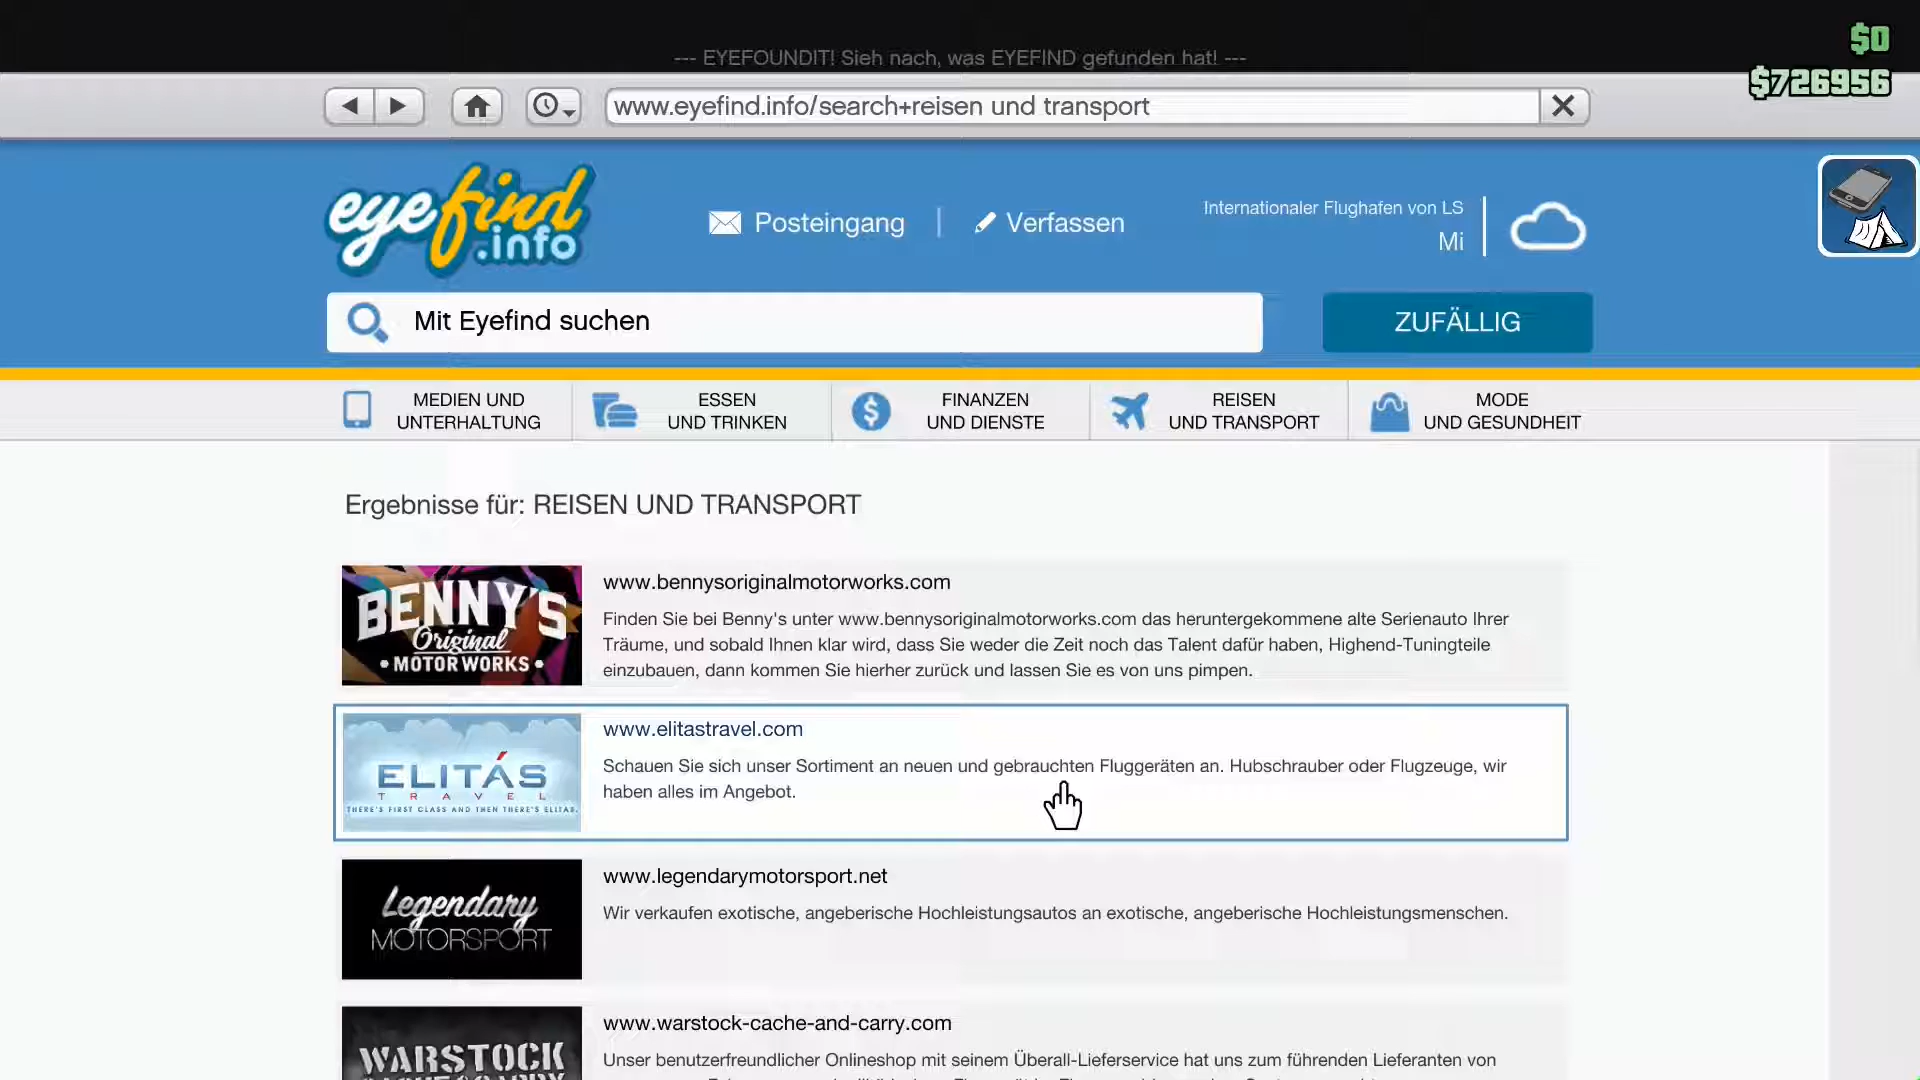 $0
--- EYEFOUNDIT! Sieh nach, was EYEFIND gefunden hat! ---
$726956
www.eyefind.info/search+reisen und transport
eyefind
.info
Posteingang
Verfassen
Internationaler Flughafen von LS
Mi
Mit Eyefind suchen
ZUFÄLLIG
MEDIEN UND
UNTERHALTUNG
ESSEN
UND TRINKEN
FINANZEN
UND DIENSTE
REISEN
UND TRANSPORT
MODE
UND GESUNDHEIT
Ergebnisse für: REISEN UND TRANSPORT
BENNY'S
Original
MOTOR WORKS
www.bennysoriginalmotorworks.com
Finden Sie bei Benny's unter www.bennysoriginalmotorworks.com das heruntergekommene alte Serienauto Ihrer
Träume, und sobald Ihnen klar wird, dass Sie weder die Zeit noch das Talent dafür haben, Highend-Tuningteile
einzubauen, dann kommen Sie hierher zurück und lassen Sie es von uns pimpen.
ELITÁS
TRAVEL
THERE'S FIRST CLASS AND THEN THERE'S ELITAS.
www.elitastravel.com
Schauen Sie sich unser Sortiment an neuen und gebrauchten Fluggeräten an. Hubschrauber oder Flugzeuge, wir
haben alles im Angebot.
Legendary
MOTORSPORT
www.legendarymotorsport.net
Wir verkaufen exotische, angeberische Hochleistungsautos an exotische, angeberische Hochleistungsmenschen.
WARSTOCK
www.warstock-cache-and-carry.com
Unser benutzerfreundlicher Onlineshop mit seinem Überall-Lieferservice hat uns zum führenden Lieferanten von